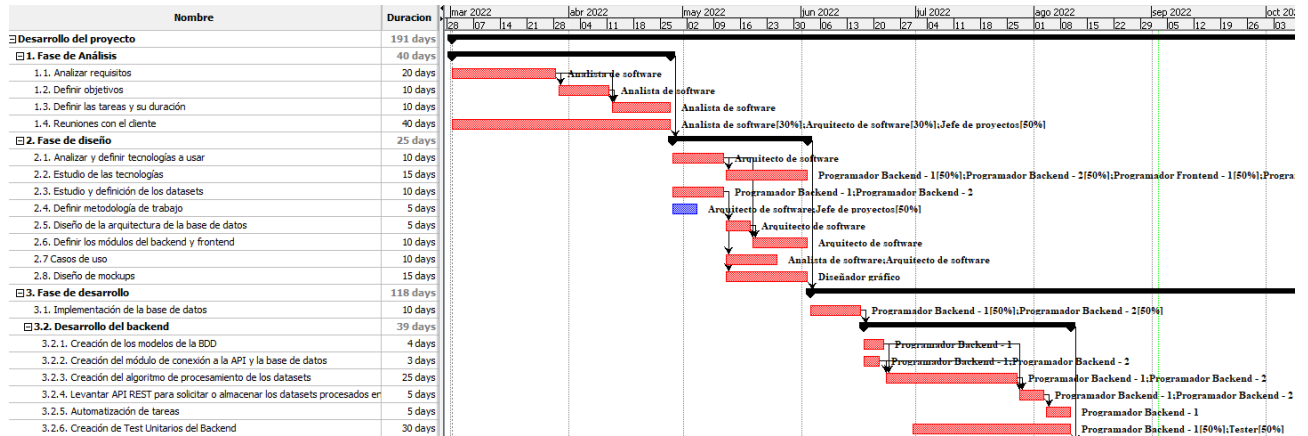 Nombre Duracion mar 2022 abr 2022 may 2022 jun 2022 jul 2022 ago 2022 sep 2022 oct 20
28 07 14 21 28 04 11 18 25 02 09 16 23 30 06 13 20 27 04 11 18 25 01 08 15 22 29 05 12 19 26 03
Desarrollo del proyecto 191 days
1. Fase de Análisis 40 days
1.1. Analizar requisitos 20 days Analista de software
1.2. Definir objetivos 10 days Analista de software
1.3. Definir las tareas y su duración 10 days Analista de software
1.4. Reuniones con el cliente 40 days Analista de software[30%];Arquitecto de software[30%];Jefe de proyectos[50%]
2. Fase de diseño 25 days
2.1. Analizar y definir tecnologías a usar 10 days Arquitecto de software
2.2. Estudio de las tecnologías 15 days Programador Backend - 1[50%];Programador Backend - 2[50%];Programador Frontend - 1[50%];Progra
2.3. Estudio y definición de los datasets 10 days Programador Backend - 1;Programador Backend - 2
2.4. Definir metodología de trabajo 5 days Arquitecto de software;Jefe de proyectos[50%]
2.5. Diseño de la arquitectura de la base de datos 5 days Arquitecto de software
2.6. Definir los módulos del backend y frontend 10 days Arquitecto de software
2.7 Casos de uso 10 days Analista de software;Arquitecto de software
2.8. Diseño de mockups 15 days Diseñador gráfico
3. Fase de desarrollo 118 days
3.1. Implementación de la base de datos 10 days Programador Backend - 1[50%];Programador Backend - 2[50%]
3.2. Desarrollo del backend 39 days
3.2.1. Creación de los modelos de la BDD 4 days Programador Backend - 1
3.2.2. Creación del módulo de conexión a la API y la base de datos 3 days Programador Backend - 1;Programador Backend - 2
3.2.3. Creación del algoritmo de procesamiento de los datasets 25 days Programador Backend - 1;Programador Backend - 2
3.2.4. Levantar API REST para solicitar o almacenar los datasets procesados en 5 days Programador Backend - 1;Programador Backend - 2
3.2.5. Automatización de tareas 5 days Programador Backend - 1
3.2.6. Creación de Test Unitarios del Backend 30 days Programador Backend - 1[50%];Tester[50%]